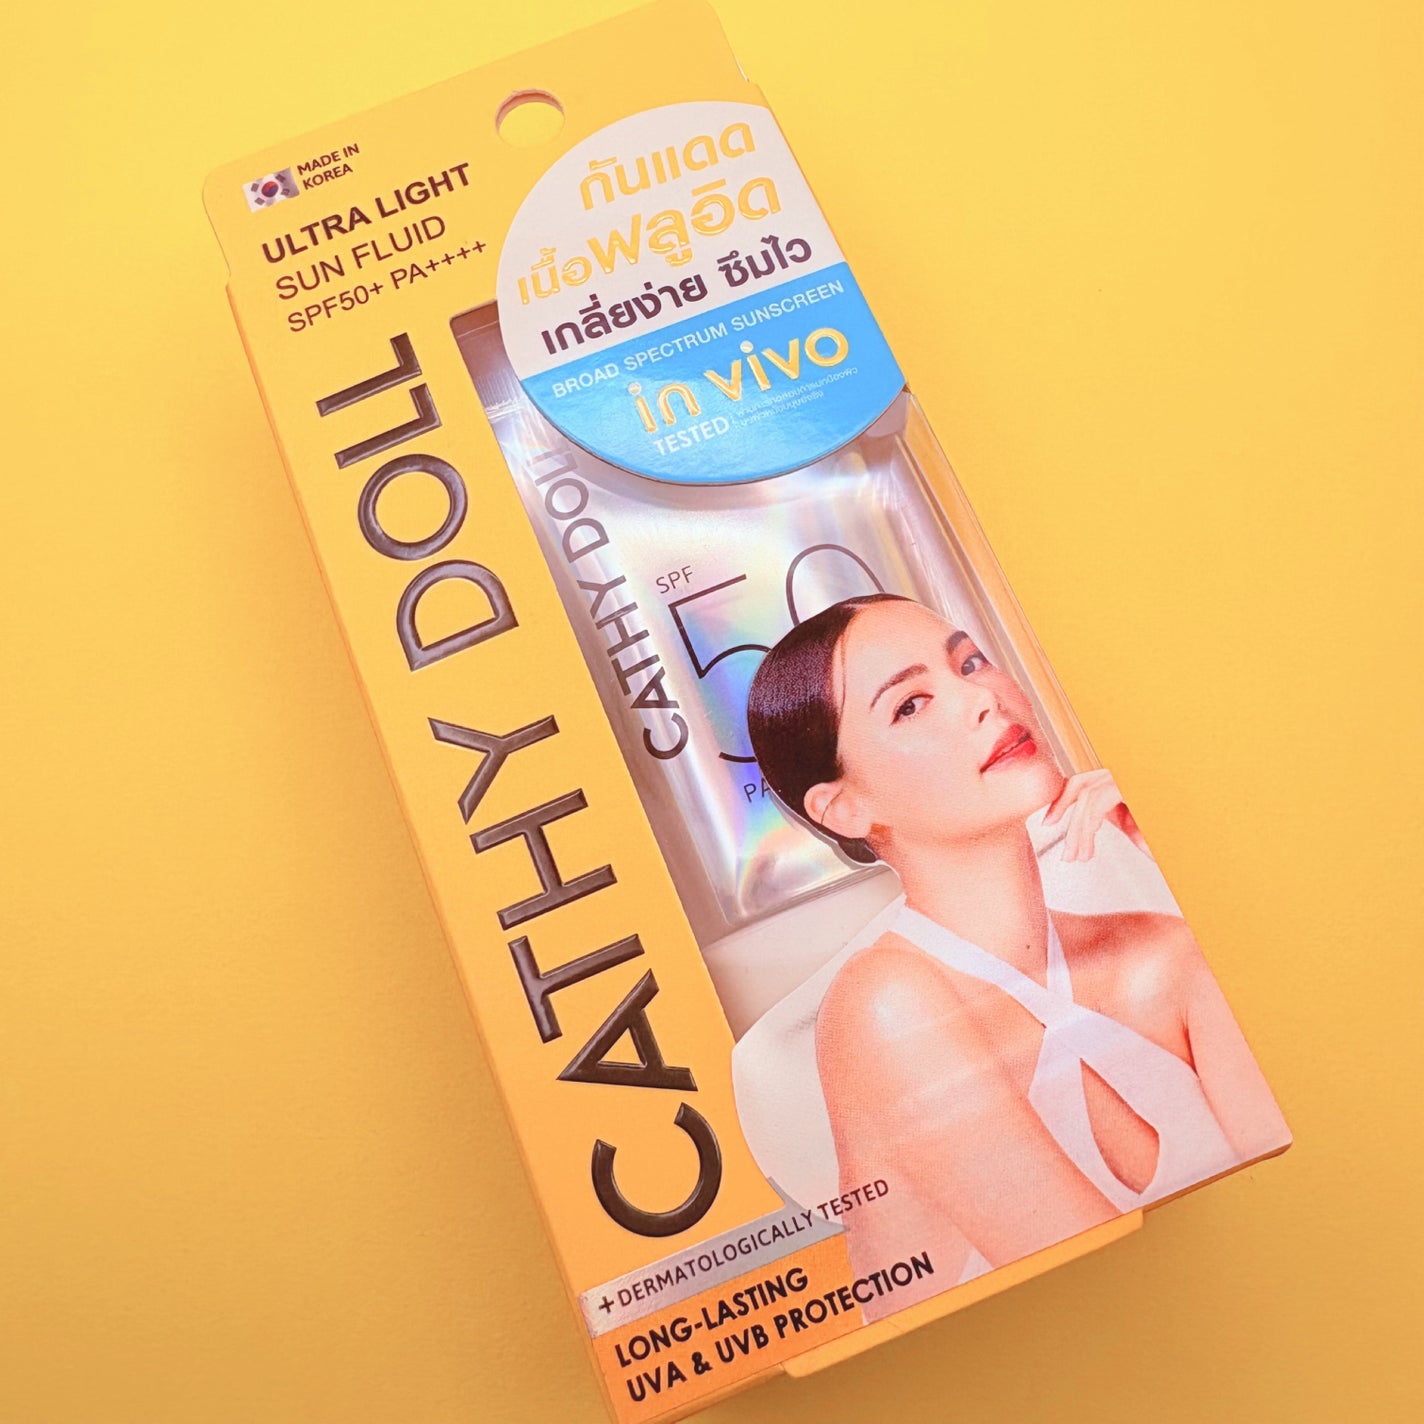 MADE IN
KOREA
ULTRA LIGHT
SUN FLUID
SPF50+ PA++++
CATHY DOLL
กันแดด
เนื้อฟลูอิด
เกลี่ยง่าย ซึมไว
BROAD SPECTRUM SUNSCREEN
in vivo
TESTED
CATHY DOLL
SPF
50
PA
+DERMATOLOGICALLY TESTED
LONG-LASTING
UVA & UVB PROTECTION